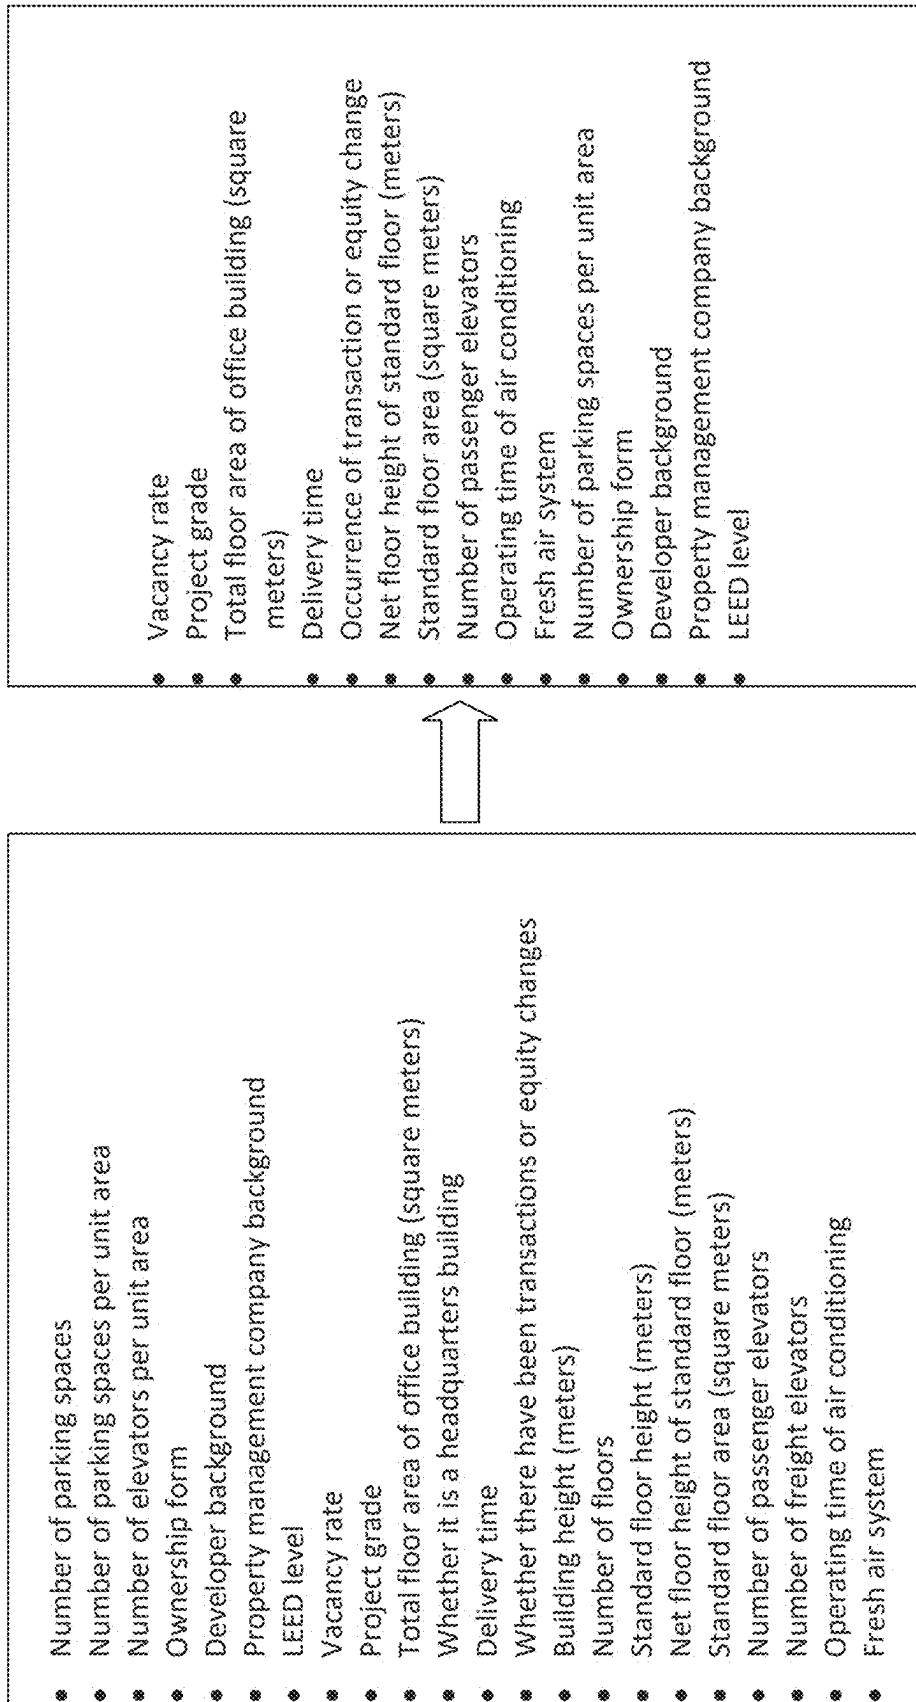 • Number of parking spaces
• Number of parking spaces per unit area
• Number of elevators per unit area
• Ownership form
• Developer background
• Property management company background
• LEED level
• Vacancy rate
• Project grade
• Total floor area of office building (square meters)
• Whether it is a headquarters building
• Delivery time
• Whether there have been transactions or equity changes
• Building height (meters)
• Number of floors
• Standard floor height (meters)
• Net floor height of standard floor (meters)
• Standard floor area (square meters)
• Number of passenger elevators
• Number of freight elevators
• Operating time of air conditioning
• Fresh air system
• Vacancy rate
• Project grade
• Total floor area of office building (square
meters)
• Delivery time
• Occurrence of transaction or equity change
• Net floor height of standard floor (meters)
• Standard floor area (square meters)
• Number of passenger elevators
• Operating time of air conditioning
• Fresh air system
• Number of parking spaces per unit area
• Ownership form
• Developer background
• Property management company background
• LEED level